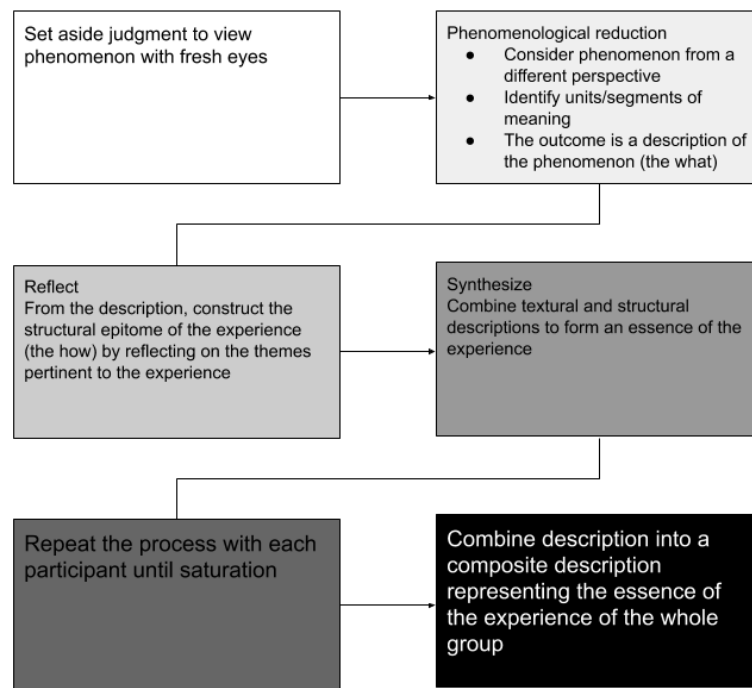 Set aside judgment to view
phenomenon with fresh eyes
Phenomenological reduction
● Consider phenomenon from a
different perspective
● Identify units/segments of
meaning
● The outcome is a description of
the phenomenon (the what)
Reflect
From the description, construct the
structural epitome of the experience
(the how) by reflecting on the themes
pertinent to the experience
Synthesize
Combine textural and structural
descriptions to form an essence of the
experience
Repeat the process with each
participant until saturation
Combine description into a
composite description
representing the essence of
the experience of the whole
group